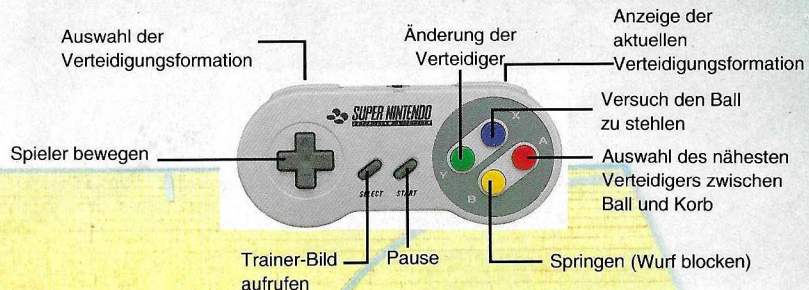 Auswahl der
Verteidigungsformation
Änderung der
Verteidiger
Anzeige der
aktuellen
Verteidigungsformation
Versuch den Ball
zu stehlen
Spieler bewegen
Auswahl des nähesten
Verteidigers zwischen
Ball und Korb
SUPER NINTENDO
X
A
Y
B
SELECT
START
Trainer-Bild
aufrufen
Pause
Springen (Wurf blocken)